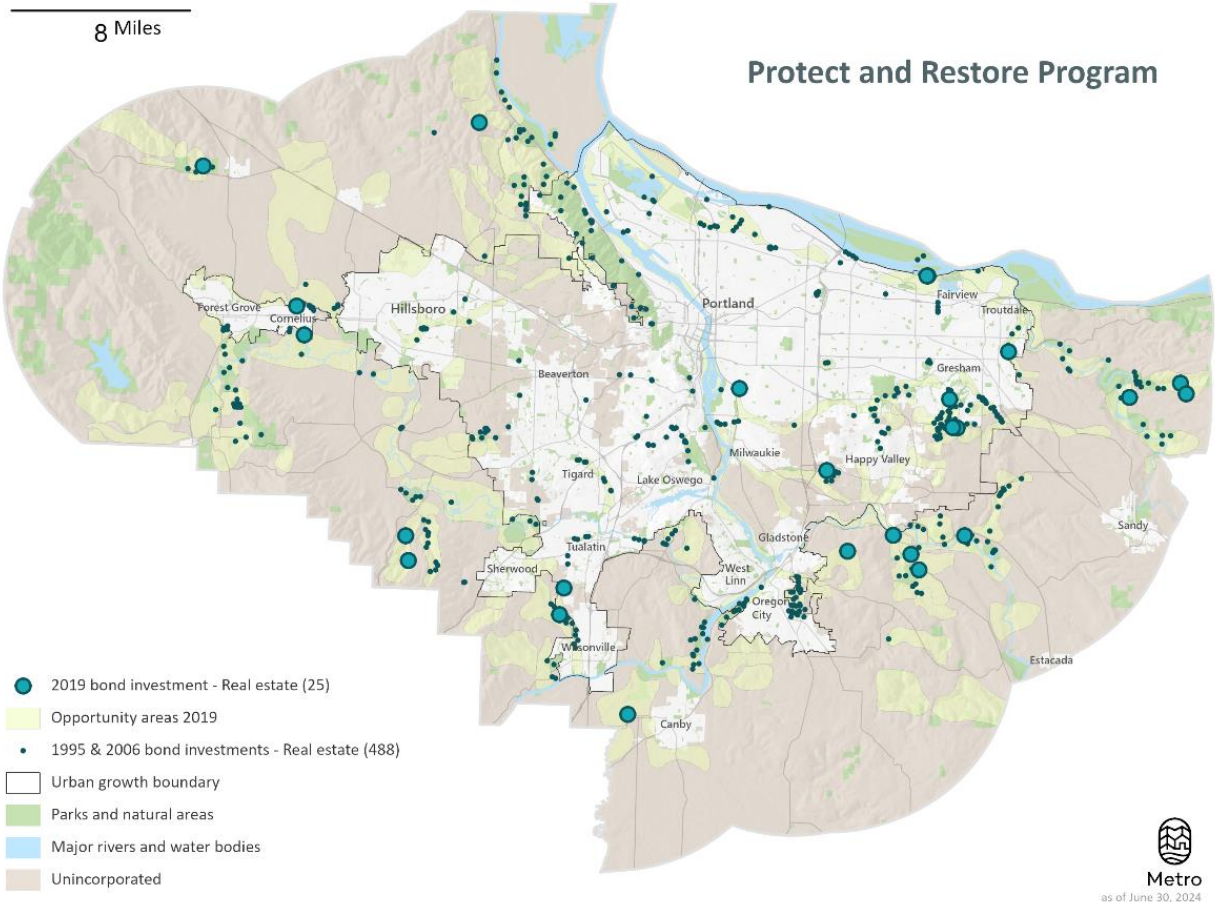 8 Miles
Protect and Restore Program
Portland
Fairview
Troutdale
Forest Grove
Cornelius
Hillsboro
Beaverton
Gresham
Milwaukie
Happy Valley
Tigard
Lake Oswego
Sandy
Gladstone
Tualatin
Sherwood
West
Linn
Oregon
City
Wilsonville
Estacada
Canby
2019 bond investment - Real estate (25)
Opportunity areas 2019
1995 & 2006 bond investments - Real estate (488)
Urban growth boundary
Parks and natural areas
Major rivers and water bodies
Unincorporated
Metro
as of June 30, 2024